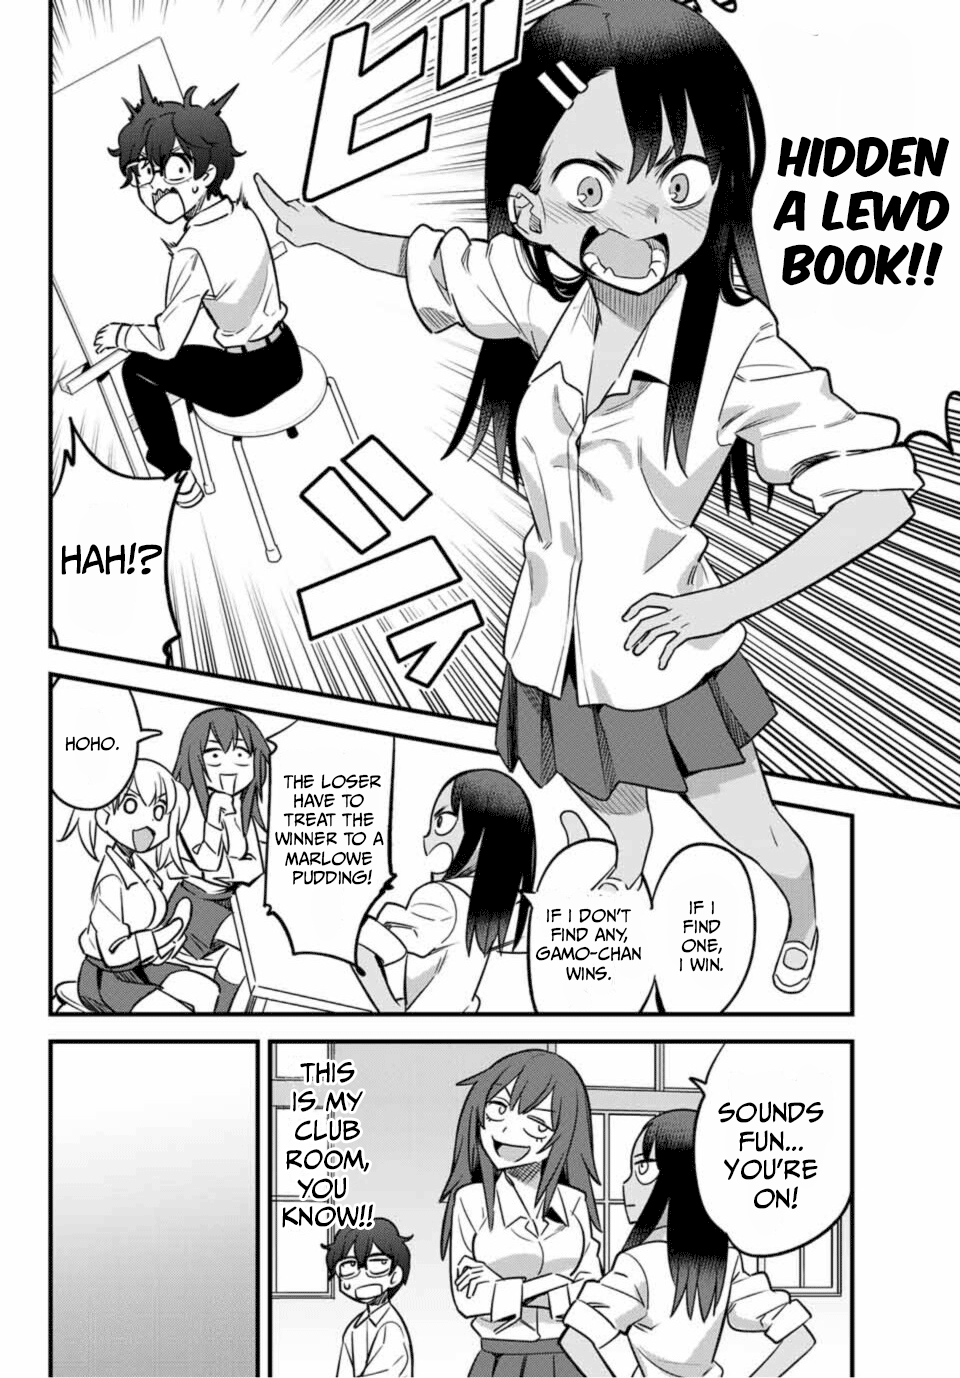 HIDDEN
A LEWD
BOOK!!
ビ
シ
HAH!?
IF I
FIND
ONE,
I WIN.
IF I DON'T
FIND ANY,
GAMO-CHAN
WINS.
THE LOSER
HAVE TO
TREAT THE
WINNER TO A
MARLOWE
PUDDING!
HOHO.
SOUNDS
FUN...
YOU'RE
ON!
THIS
IS MY
CLUB
ROOM,
YOU
KNOW!!